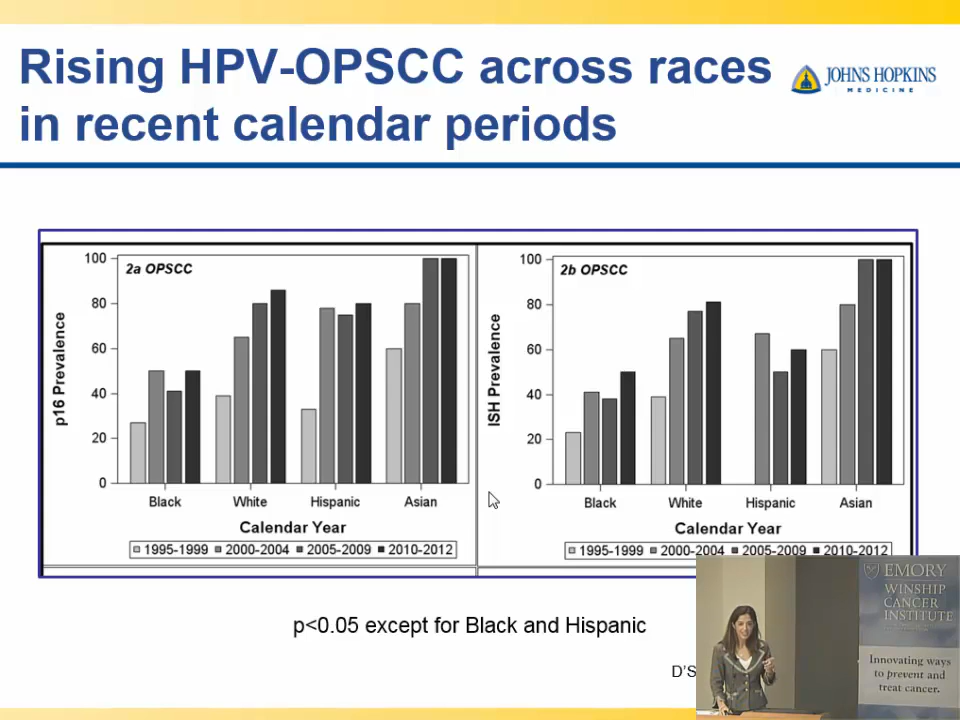 Rising HPV-OPSCC across races
in recent calendar periods
JOHNS HOPKINS
MEDICINE
2a OPSCC
p16 Prevalence
100
80
60
40
20
0
Black White Hispanic Asian
Calendar Year
1995-1999 2000-2004 2005-2009 2010-2012
2b OPSCC
ISH Prevalence
100
80
60
40
20
0
Black White Hispanic Asian
Calendar Year
1995-1999 2000-2004 2005-2009 2010-2012
p<0.05 except for Black and Hispanic
D'S
EMORY
WINSHIP
CANCER
INSTITUTE
Innovating ways
to prevent and
treat cancer.